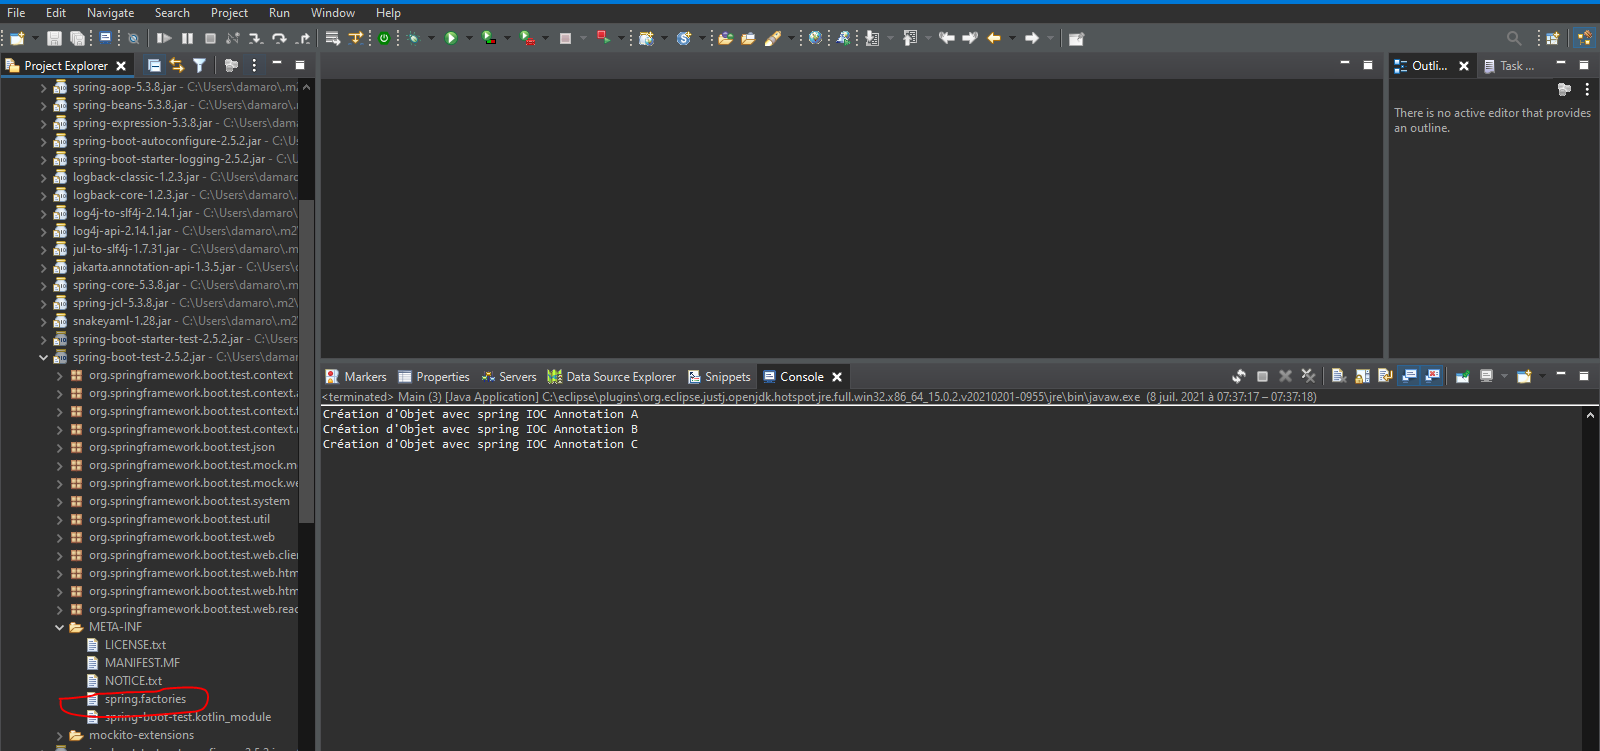 File Edit Navigate Search Project Run Window Help
Project Explorer
spring-aop-5.3.8.jar - C:\Users\damaro\.m2
spring-beans-5.3.8.jar - C:\Users\damaro\.m
spring-expression-5.3.8.jar - C:\Users\dama
spring-boot-autoconfigure-2.5.2.jar - C:\Us
spring-boot-starter-logging-2.5.2.jar - C:\U
logback-classic-1.2.3.jar - C:\Users\damarc
logback-core-1.2.3.jar - C:\Users\damaro\.
log4j-to-slf4j-2.14.1.jar - C:\Users\damaro\
log4j-api-2.14.1.jar - C:\Users\damaro\.m2\
jul-to-slf4j-1.7.31.jar - C:\Users\damaro\.m
jakarta.annotation-api-1.3.5.jar - C:\Users\
spring-core-5.3.8.jar - C:\Users\damaro\.m
spring-jcl-5.3.8.jar - C:\Users\damaro\.m2\
snakeyaml-1.28.jar - C:\Users\damaro\.m2\
spring-boot-starter-test-2.5.2.jar - C:\Users
spring-boot-test-2.5.2.jar - C:\Users\damar
org.springframework.boot.test.context
org.springframework.boot.test.context.a
org.springframework.boot.test.context.f
org.springframework.boot.test.context.r
org.springframework.boot.test.json
org.springframework.boot.test.mock.m
org.springframework.boot.test.mock.we
org.springframework.boot.test.system
org.springframework.boot.test.util
org.springframework.boot.test.web
org.springframework.boot.test.web.clier
org.springframework.boot.test.web.htm
org.springframework.boot.test.web.htm
org.springframework.boot.test.web.reac
META-INF
LICENSE.txt
MANIFEST.MF
NOTICE.txt
spring.factories
spring-boot-test.kotlin_module
mockito-extensions
Markers Properties Servers Data Source Explorer Snippets Console
<terminated> Main (3) [Java Application] C:\eclipse\plugins\org.eclipse.justj.openjdk.hotspot.jre.full.win32.x86_64_15.0.2.v20210201-0955\jre\bin\javaw.exe (8 juil. 2021 à 07:37:17 – 07:37:18)
Création d'Objet avec spring IOC Annotation A
Création d'Objet avec spring IOC Annotation B
Création d'Objet avec spring IOC Annotation C
Outli... Task ...
There is no active editor that provides
an outline.